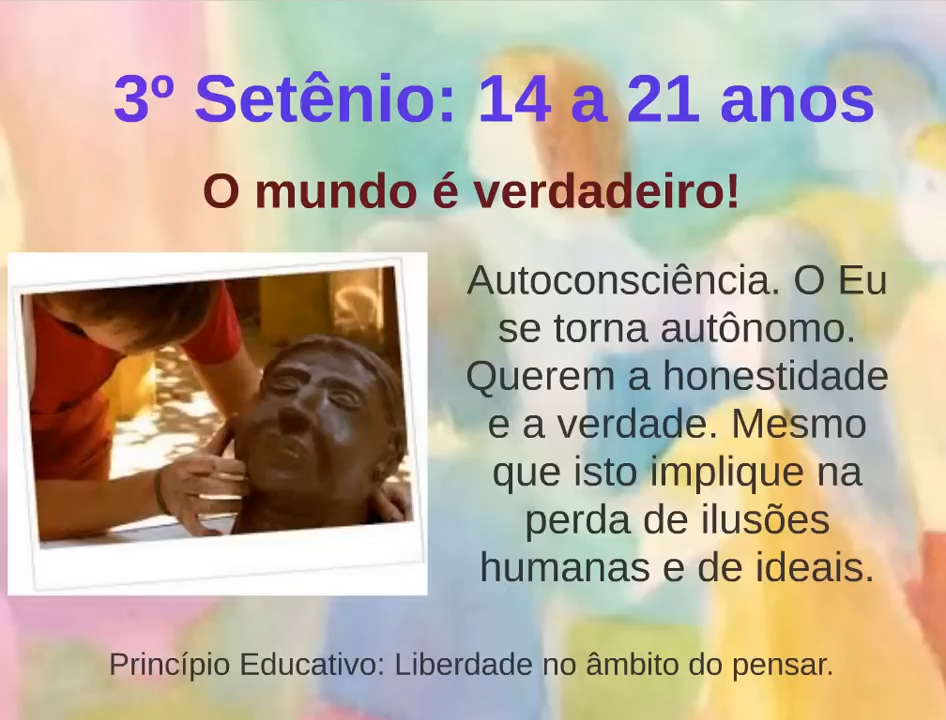 3º Setênio: 14 a 21 anos
O mundo é verdadeiro!
Autoconsciência. O Eu
se torna autônomo.
Querem a honestidade
e a verdade. Mesmo
que isto implique na
perda de ilusões
humanas e de ideais.
Princípio Educativo: Liberdade no âmbito do pensar.